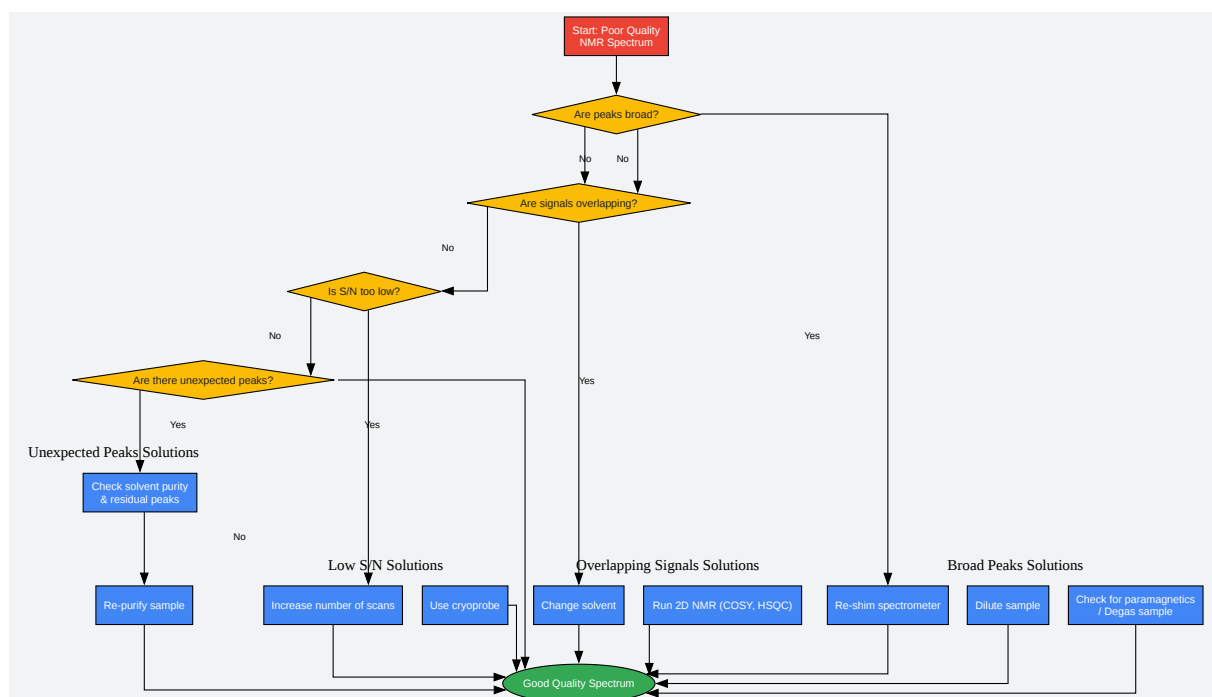 Start: Poor Quality
NMR Spectrum
Are peaks broad?
No
No
Are signals overlapping?
No
Is S/N too low?
No
Yes
Are there unexpected peaks?
Yes
Yes
Yes
Unexpected Peaks Solutions
Check solvent purity
& residual peaks
No
Low S/N Solutions
Overlapping Signals Solutions
Broad Peaks Solutions
Re-purify sample
Increase number of scans
Use cryoprobe
Change solvent
Run 2D NMR (COSY, HSQC)
Re-shim spectrometer
Dilute sample
Check for paramagnetics
/ Degas sample
Good Quality Spectrum